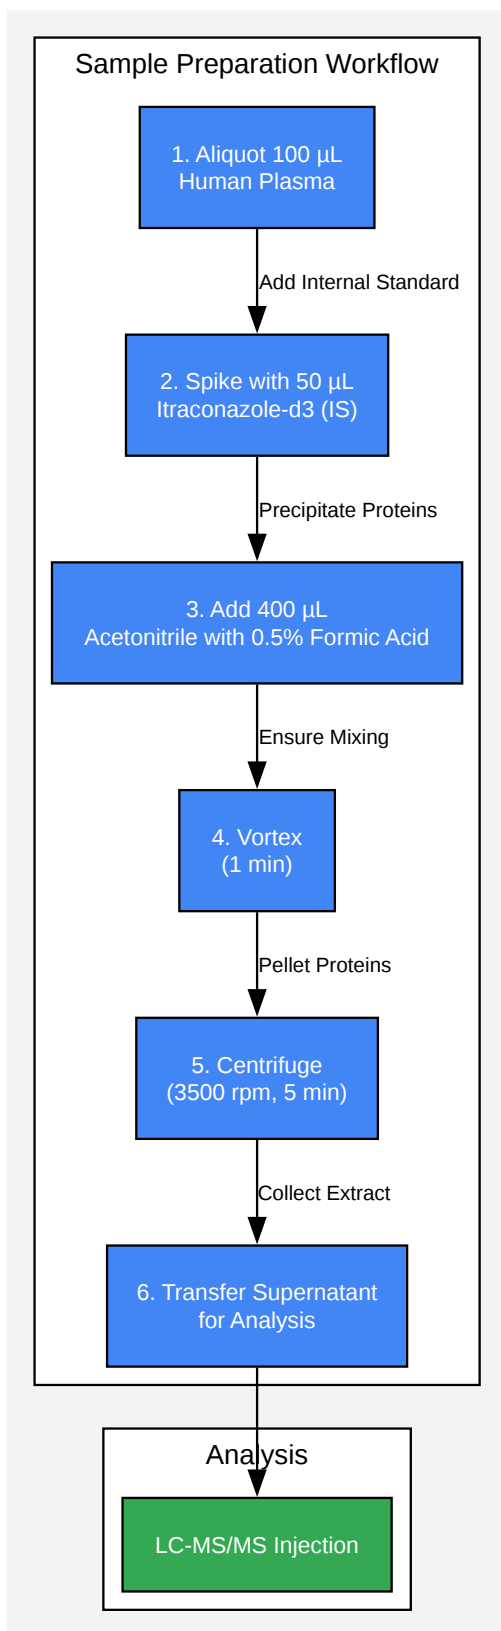 Sample Preparation Workflow
1. Aliquot 100 µL
Human Plasma
Add Internal Standard
2. Spike with 50 µL
Itraconazole-d3 (IS)
Precipitate Proteins
3. Add 400 µL
Acetonitrile with 0.5% Formic Acid
Ensure Mixing
4. Vortex
(1 min)
Pellet Proteins
5. Centrifuge
(3500 rpm, 5 min)
Collect Extract
6. Transfer Supernatant
for Analysis
Analysis
LC-MS/MS Injection